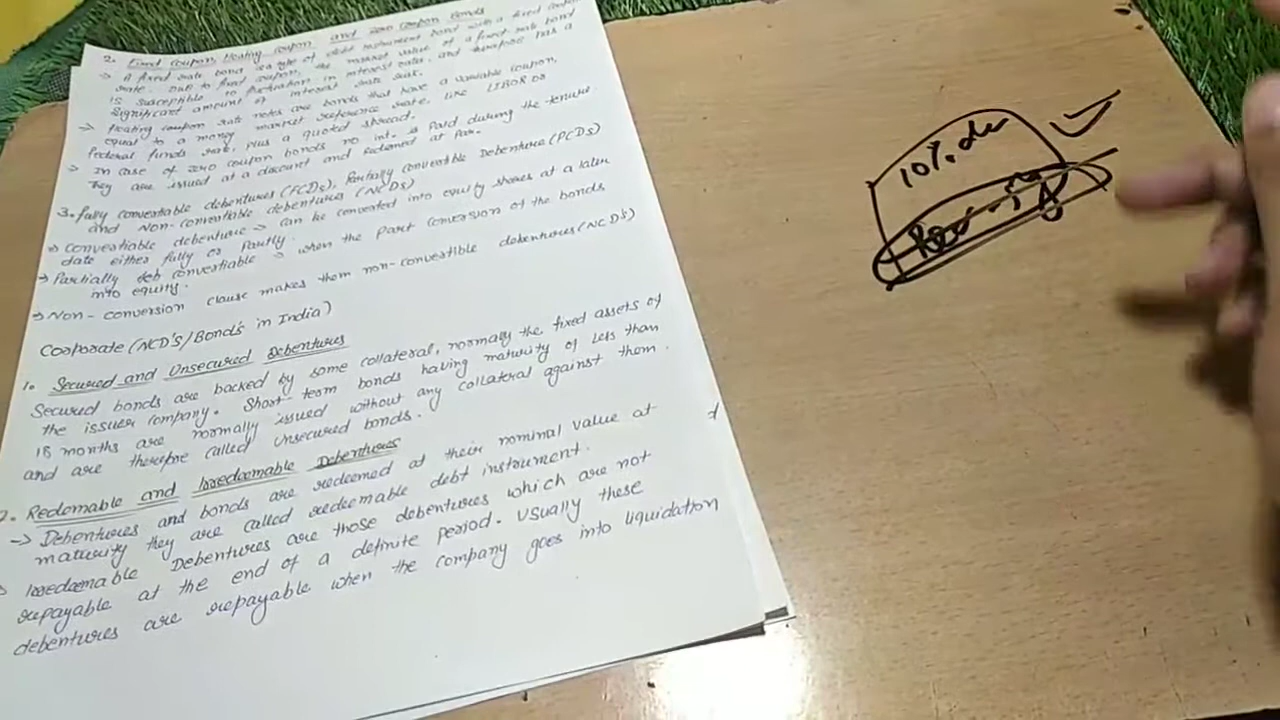 2. Fixed Coupon, floating coupon and zero coupon Bonds
-> A fixed rate bond is a type of debt instrument bond with a fixed coupon
rate. Due to fixed coupon, the market value of a fixed rate bond
is susceptible to fluctuation in interest rates, and therefore has a
significant amount of interest rate risk.
-> floating coupon rate notes are bonds that have a variable coupon,
equal to a money market reference rate, like LIBOR or
federal funds rate, plus a quoted spread.
-> In case of zero coupon bonds no int. is paid during the tenure
They are issued at a discount and redeemed at par.
3. fully convertable debentures (FCDs), Partially convertable Debenture (PCDs)
and Non-Convertable debentures (NCDs)
-> Convertiable debenture -> can be converted into equity shares at a later
date either fully or partly.
-> Partially deb convertiable -> when the part conversion of the bonds
into equity.
-> Non-conversion clause makes them non-convertible debentures (NCD's)
Corporate (NCD's/Bond's in India)
1. Secured and Unsecured Debentures
Secured bonds are backed by some collateral, normally the fixed assets of
the issuer company. Short-term bonds having maturity of less than
18 months are normally issued without any collateral against them.
and are therefore called Unsecured bonds.
2. Redemable and Irredeemable Debentures
-> Debentures and bonds are redeemed at their nominal value at
maturity they are called redeemable debt instrument.
Irredeemable Debentures are those debentures which are not
repayable at the end of a definite period. Usually these
debentures are repayable when the company goes into liquidation
10%. de